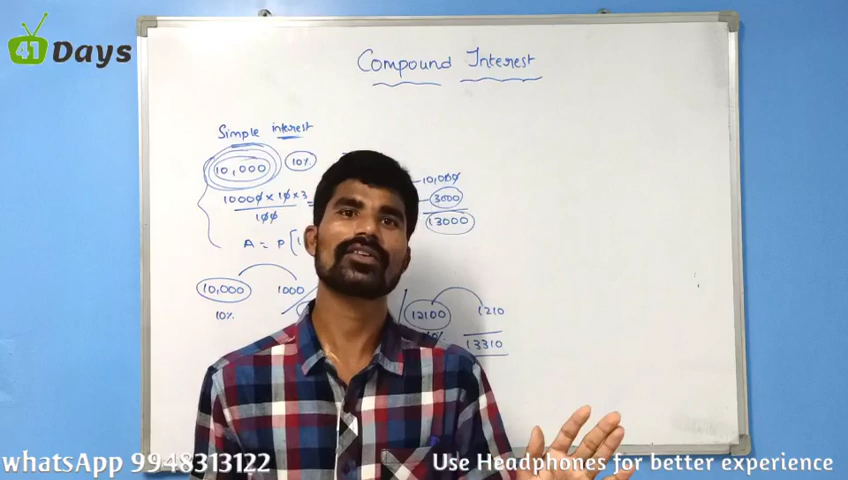 41 Days
Compound Interest
Simple interest
10,000 10%
10000 × 10 × 3 =
100
10,000
3000
13000
A = P [1
10,000 1000
10%
12100 1210
13310
whatsApp 9948313122
Use Headphones for better experience